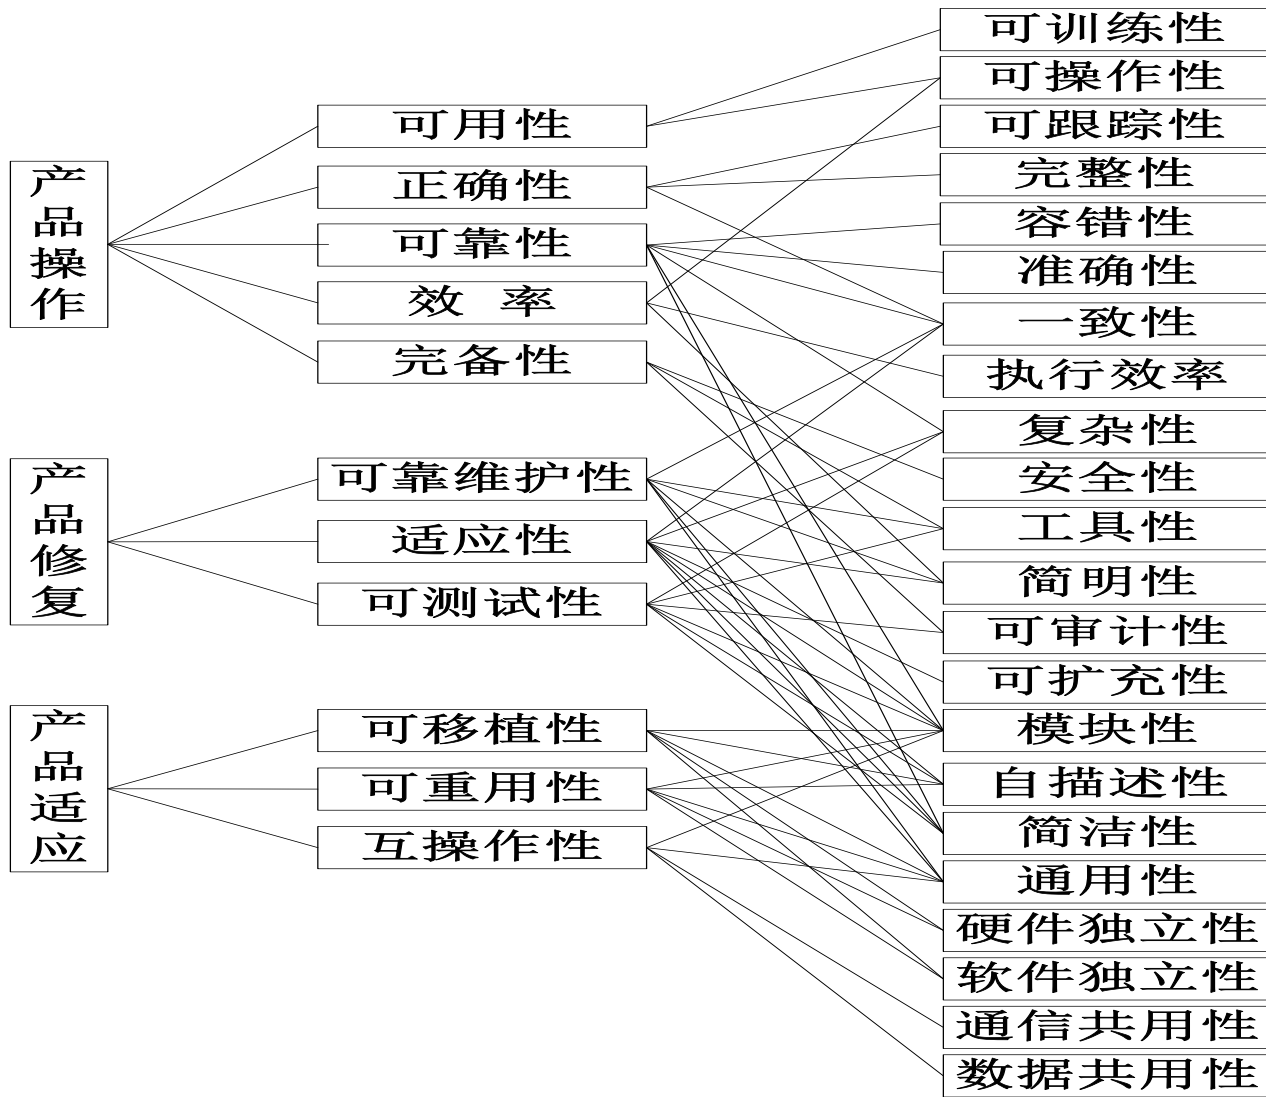 产品操作
可用性
正确性
可靠性
效 率
完备性
产品修复
可靠维护性
适应性
可测试性
产品适应
可移植性
可重用性
互操作性
可训练性
可操作性
可跟踪性
完整性
容错性
准确性
一致性
执行效率
复杂性
安全性
工具性
简明性
可审计性
可扩充性
模块性
自描述性
简洁性
通用性
硬件独立性
软件独立性
通信共用性
数据共用性